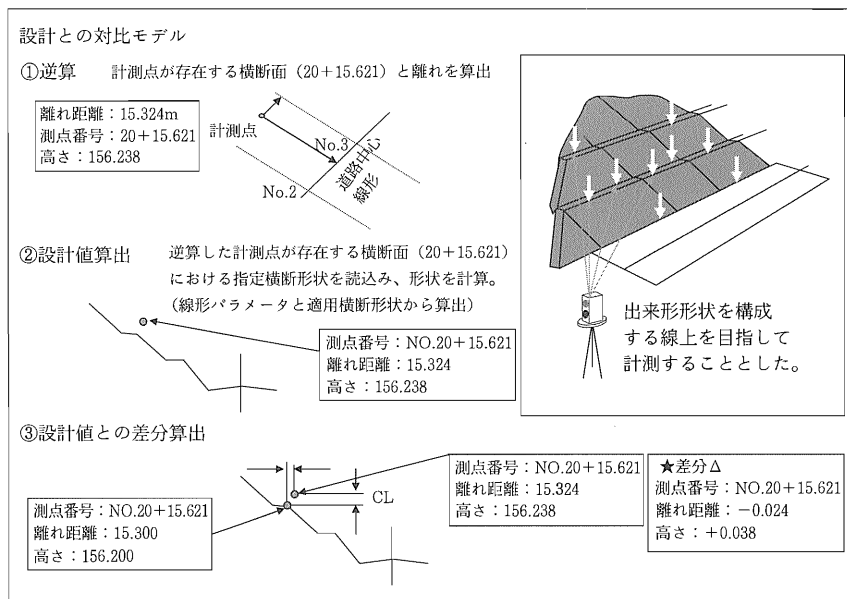 設計との対比モデル
①逆算　計測点が存在する横断面（20＋15.621）と離れを算出
離れ距離：15.324m
測点番号：20＋15.621
高さ：156.238
計測点
No.3
No.2
道路中心
線形
②設計値算出　逆算した計測点が存在する横断面（20＋15.621）
における指定横断形状を読込み、形状を計算。
（線形パラメータと適用横断形状から算出）
測点番号：NO.20＋15.621
離れ距離：15.324
高さ：156.238
出来形形状を構成
する線上を目指して
計測することとした。
③設計値との差分算出
CL
測点番号：NO.20＋15.621
離れ距離：15.300
高さ：156.200
測点番号：NO.20＋15.621
離れ距離：15.324
高さ：156.238
★差分Δ
測点番号：NO.20＋15.621
離れ距離：－0.024
高さ：＋0.038